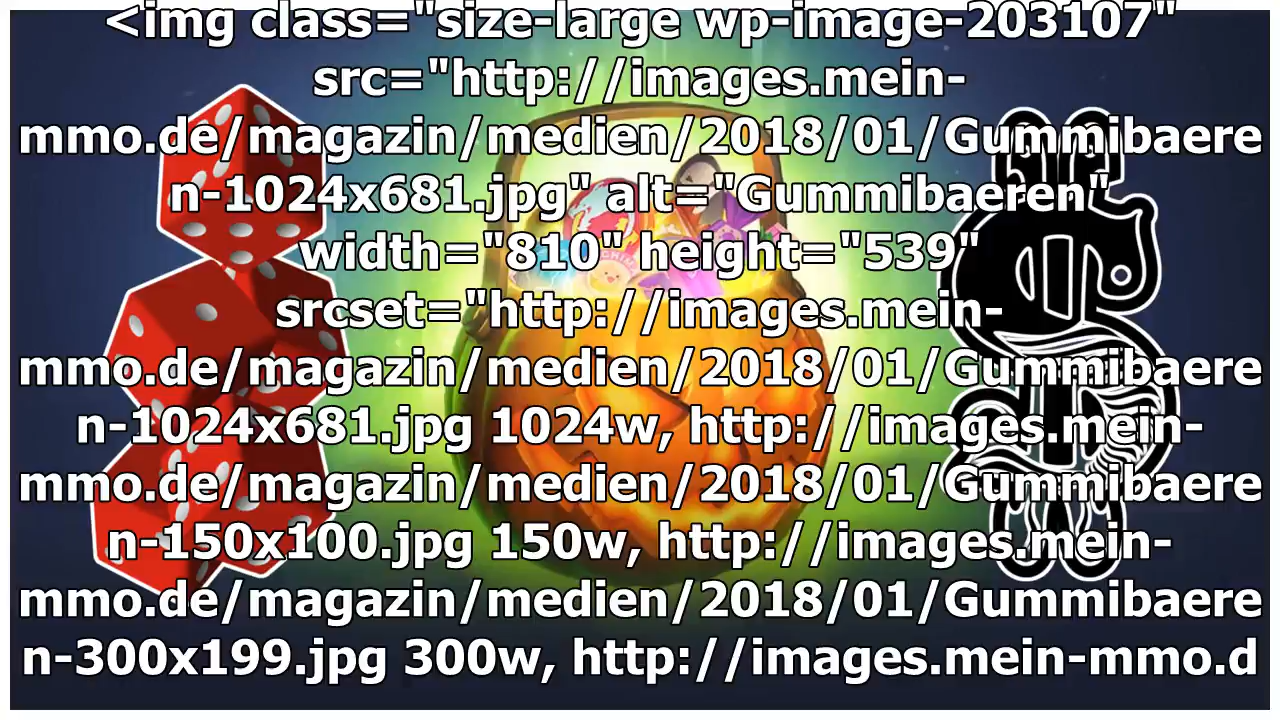 <img class="size-large wp-image-203107"
src="http://images.mein-
mmo.de/magazin/medien/2018/01/Gummibaere
n-1024x681.jpg" alt="Gummibaeren"
width="810" height="539"
srcset="http://images.mein-
mmo.de/magazin/medien/2018/01/Gummibaere
n-1024x681.jpg 1024w, http://images.mein-
mmo.de/magazin/medien/2018/01/Gummibaere
n-150x100.jpg 150w, http://images.mein-
mmo.de/magazin/medien/2018/01/Gummibaere
n-300x199.jpg 300w, http://images.mein-mmo.d